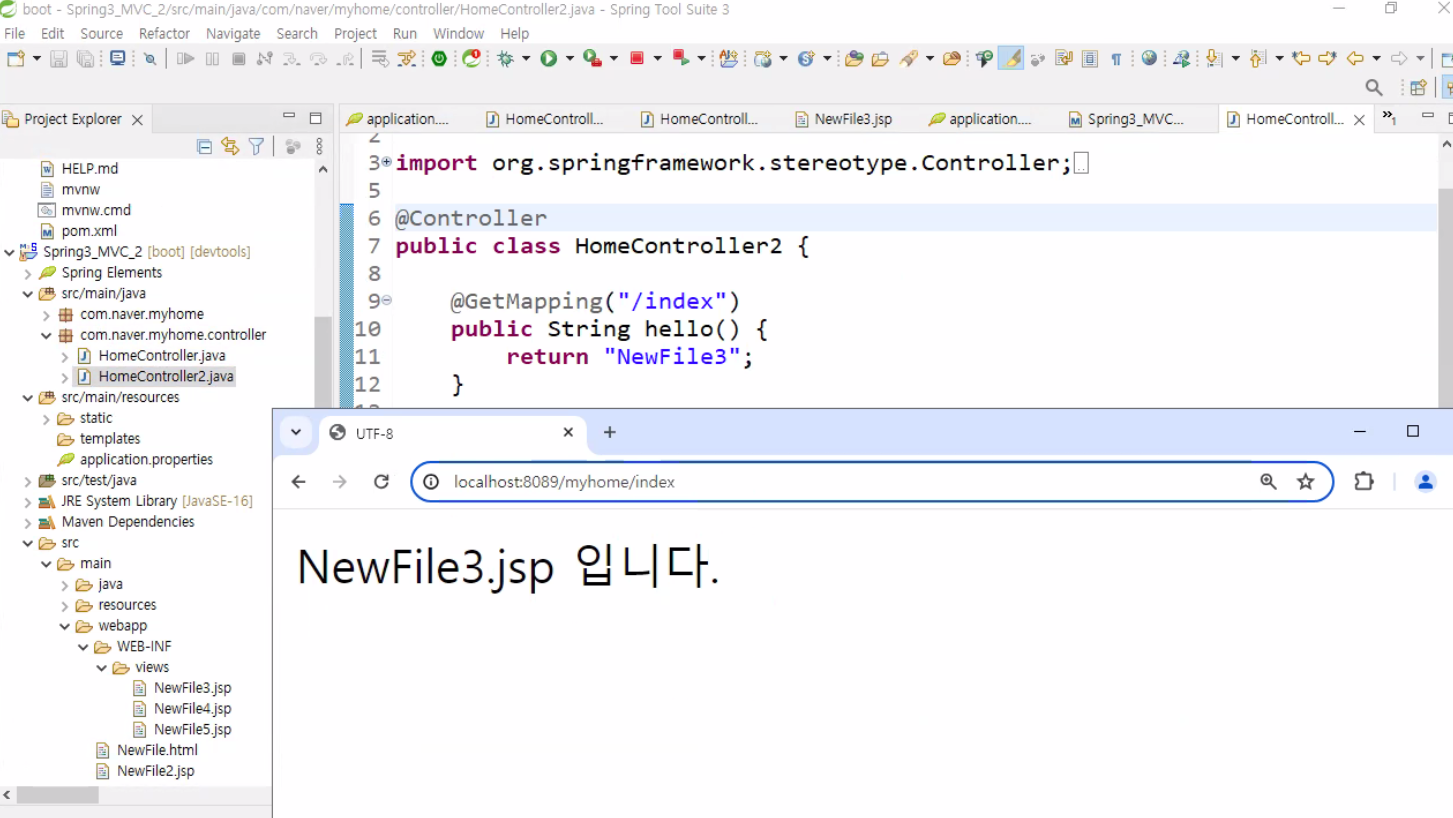 boot - Spring3_MVC_2/src/main/java/com/naver/myhome/controller/HomeController2.java - Spring Tool Suite 3
File Edit Source Refactor Navigate Search Project Run Window Help
Project Explorer
application.... HomeControll... HomeControll... NewFile3.jsp application.... Spring3_MVC... HomeControll... »1
HELP.md
mvnw
mvnw.cmd
pom.xml
Spring3_MVC_2 [boot] [devtools]
Spring Elements
src/main/java
com.naver.myhome
com.naver.myhome.controller
HomeController.java
HomeController2.java
src/main/resources
static
templates
application.properties
src/test/java
JRE System Library [JavaSE-16]
Maven Dependencies
src
main
java
resources
webapp
WEB-INF
views
NewFile3.jsp
NewFile4.jsp
NewFile5.jsp
NewFile.html
NewFile2.jsp
2
3 import org.springframework.stereotype.Controller;
5
6 @Controller
7 public class HomeController2 {
8
9 @GetMapping("/index")
10 public String hello() {
11 return "NewFile3";
12 }
UTF-8
localhost:8089/myhome/index
NewFile3.jsp 입니다.